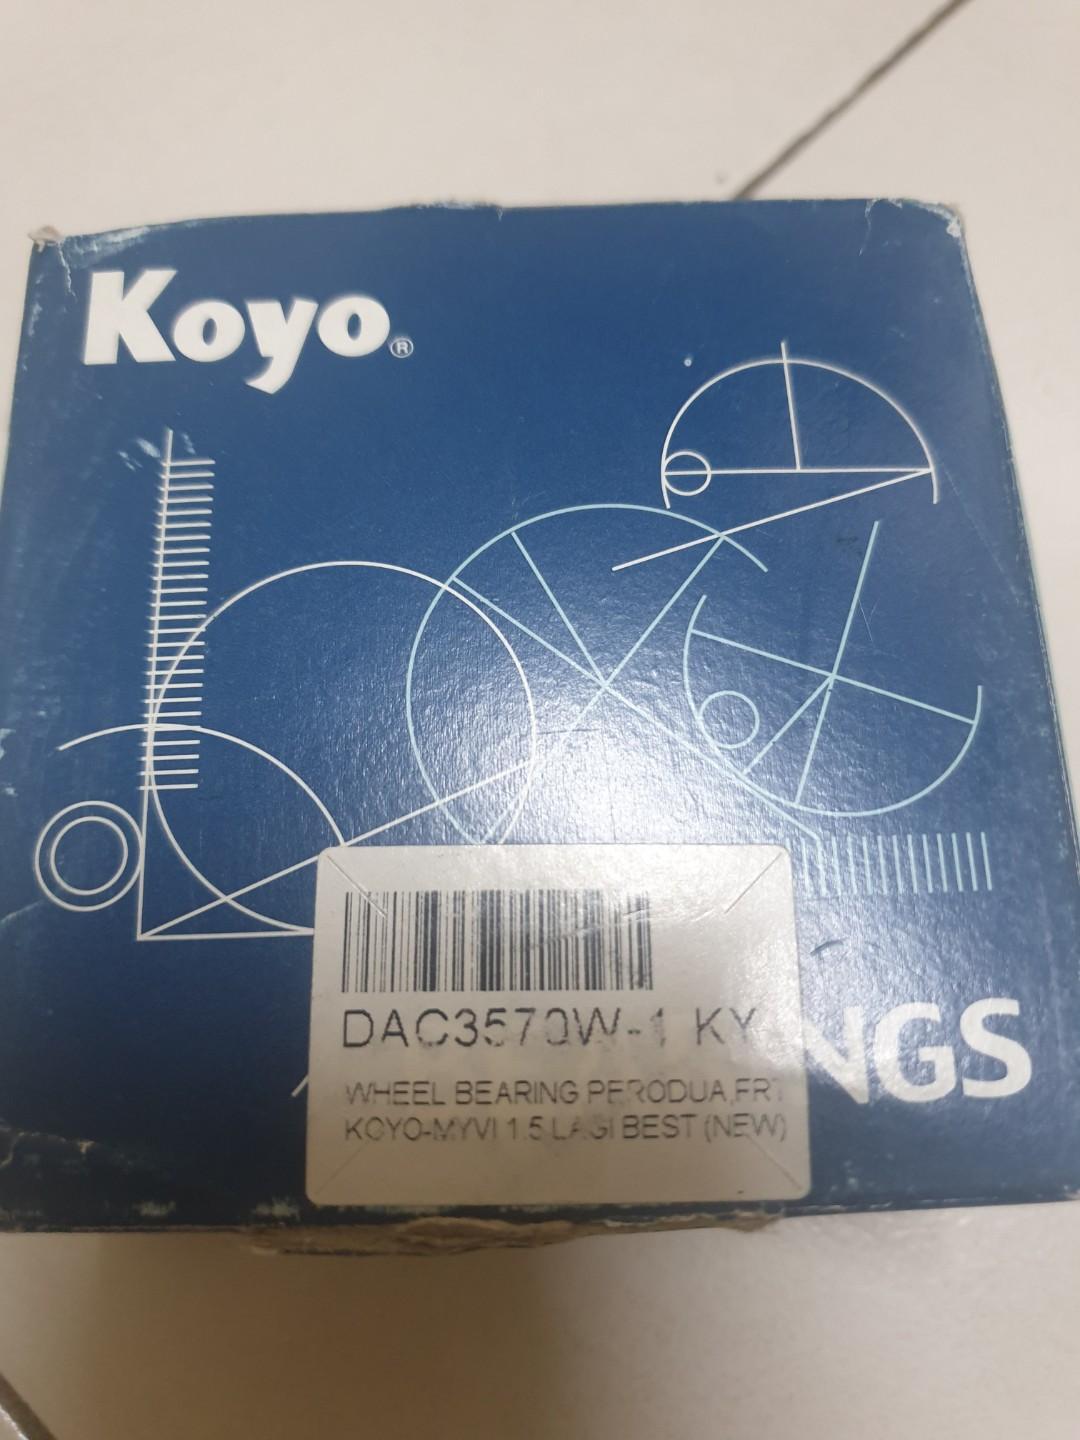 Koyo®
NGS
DAC3570W-1 KY
WHEEL BEARING PERODUA,FRT
KOYO-MYVI 1.5 LAGI BEST (NEW)